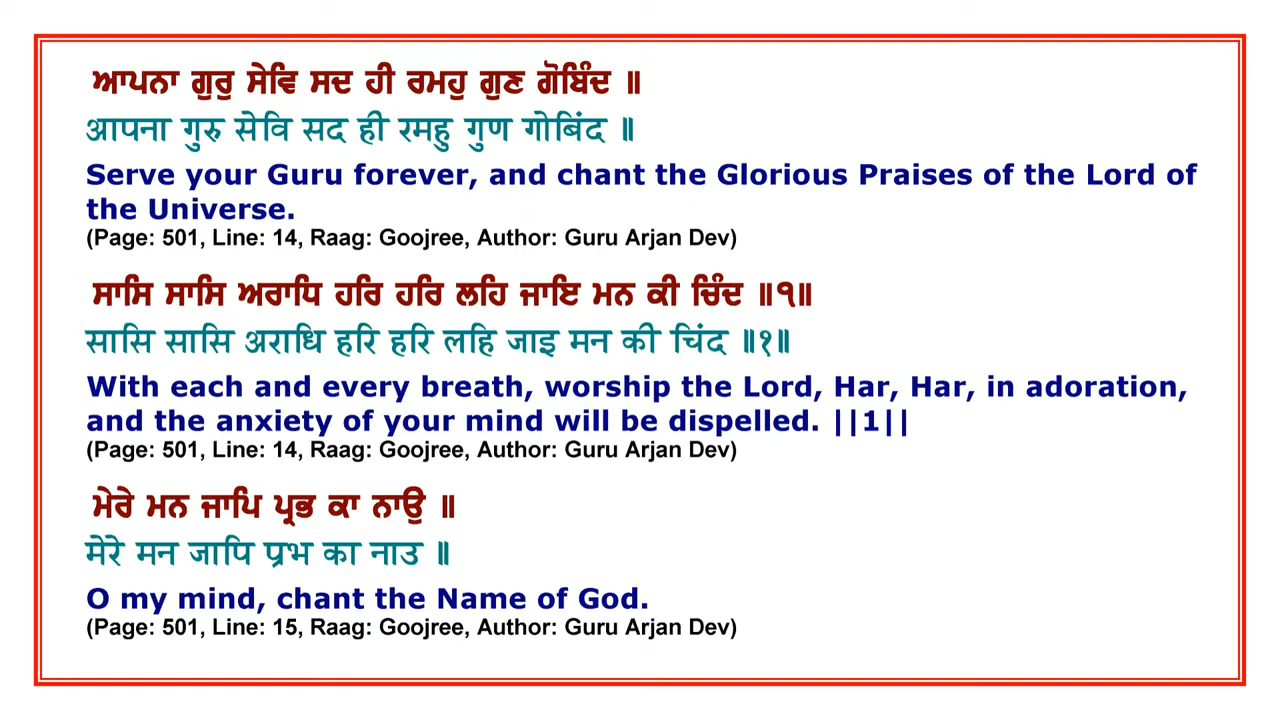 ਆਪਨਾ ਗੁਰੁ ਸੇਵਿ ਸਦ ਹੀ ਰਮਹੁ ਗੁਣ ਗੋਬਿੰਦ ॥
आपना गुरु सेवि सद ही रमहु गुण गोबिंद ॥
Serve your Guru forever, and chant the Glorious Praises of the Lord of
the Universe.
(Page: 501, Line: 14, Raag: Goojree, Author: Guru Arjan Dev)
ਸਾਸਿ ਸਾਸਿ ਅਰਾਧਿ ਹਰਿ ਹਰਿ ਲਹਿ ਜਾਇ ਮਨ ਕੀ ਚਿੰਦ ॥੧॥
सासि सासि अराधि हरि हरि लहि जाइ मन की चिंद ॥१॥
With each and every breath, worship the Lord, Har, Har, in adoration,
and the anxiety of your mind will be dispelled. ||1||
(Page: 501, Line: 14, Raag: Goojree, Author: Guru Arjan Dev)
ਮੇਰੇ ਮਨ ਜਾਪਿ ਪ੍ਰਭ ਕਾ ਨਾਉ ॥
मेरे मन जापि प्रभ का नाउ ॥
O my mind, chant the Name of God.
(Page: 501, Line: 15, Raag: Goojree, Author: Guru Arjan Dev)